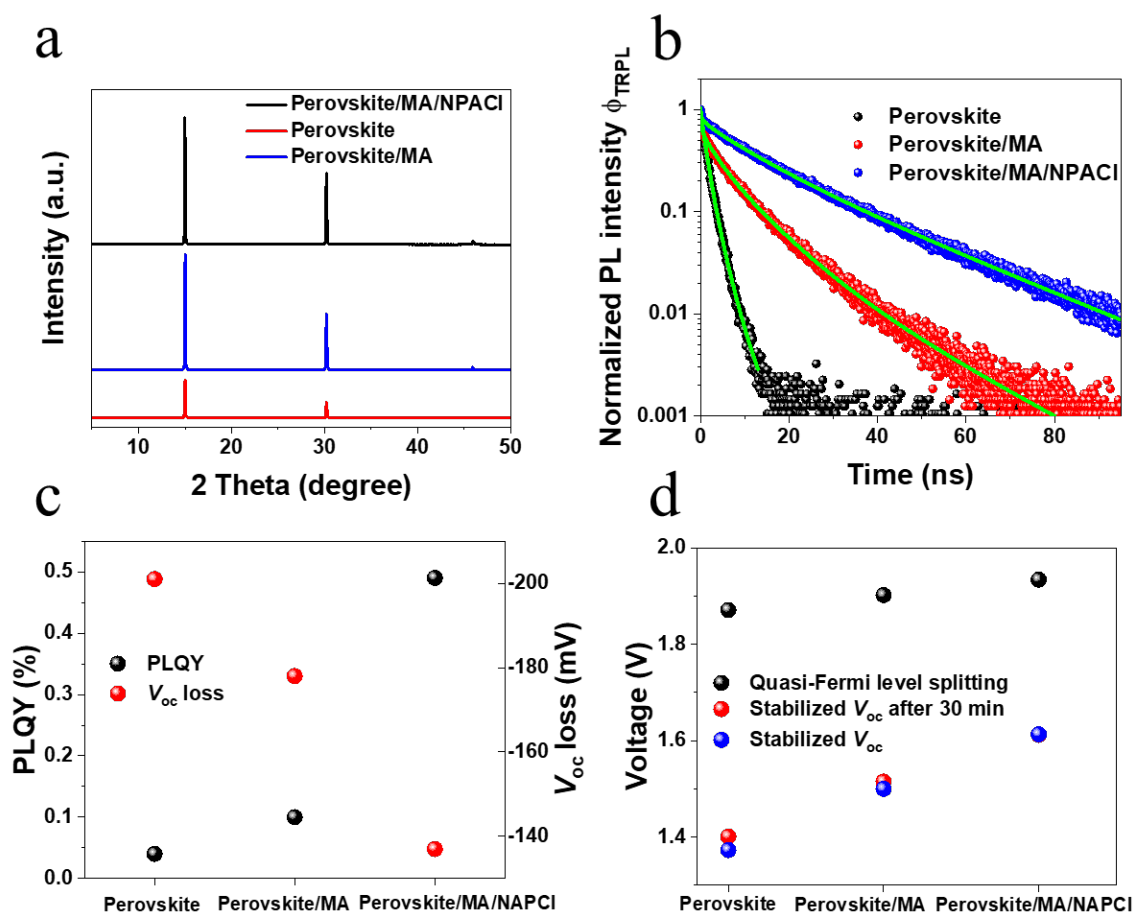 a
Perovskite/MA/NPACl
Perovskite
Perovskite/MA
Intensity (a.u.)
10
20
30
40
50
2 Theta (degree)
b
Perovskite
Perovskite/MA
Perovskite/MA/NPACl
Normalized PL intensity ϕTRPL
1
0.1
0.01
0.001
0
20
40
60
80
Time (ns)
c
PLQY
Voc loss
PLQY (%)
0.5
0.4
0.3
0.2
0.1
0.0
-200
-180
-160
-140
Voc loss (mV)
Perovskite
Perovskite/MA
Perovskite/MA/NAPCl
d
Quasi-Fermi level splitting
Stabilized Voc after 30 min
Stabilized Voc
Voltage (V)
2.0
1.8
1.6
1.4
Perovskite
Perovskite/MA
Perovskite/MA/NAPCl